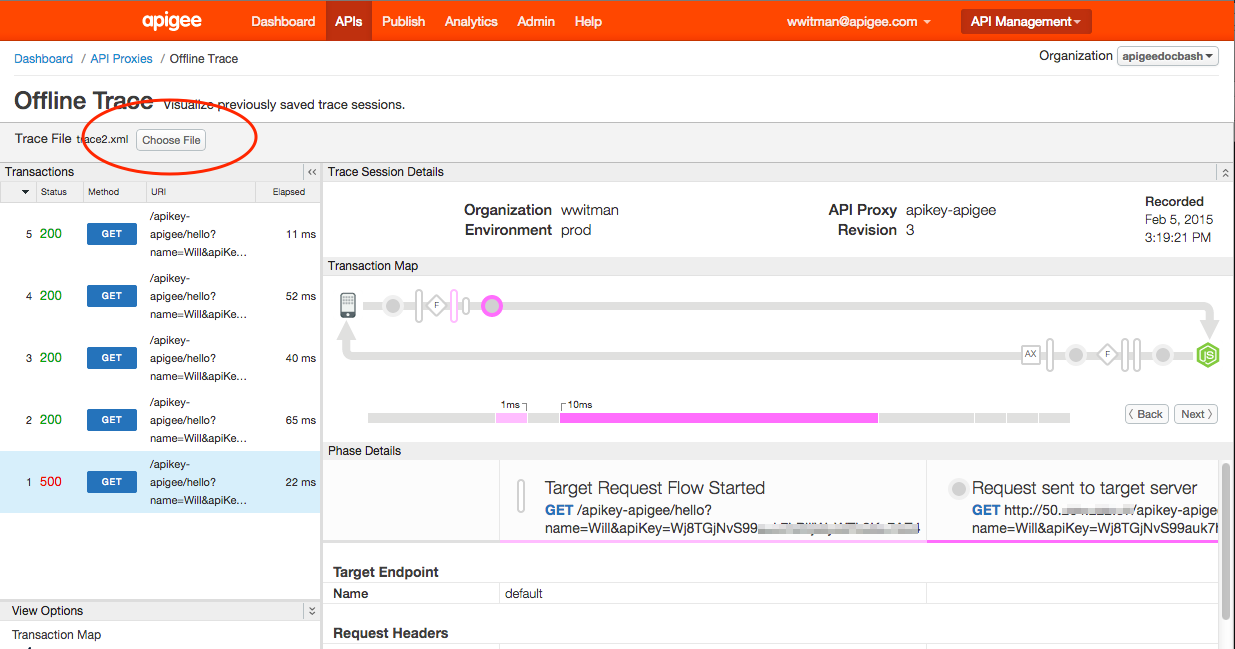 apigee Dashboard APIs Publish Analytics Admin Help wwitman@apigee.com API Management
Dashboard / API Proxies / Offline Trace Organization apigeedocbash
Offline Trace Visualize previously saved trace sessions.
Trace File trace2.xml Choose File
Transactions
Status Method URI Elapsed
5 200 GET /apikey-
apigee/hello?
name=Will&apiKe... 11 ms
4 200 GET /apikey-
apigee/hello?
name=Will&apiKe... 52 ms
3 200 GET /apikey-
apigee/hello?
name=Will&apiKe... 40 ms
2 200 GET /apikey-
apigee/hello?
name=Will&apiKe... 65 ms
1 500 GET /apikey-
apigee/hello?
name=Will&apiKe... 22 ms
View Options
Transaction Map
Trace Session Details
Organization wwitman API Proxy apikey-apigee
Environment prod Revision 3
Recorded
Feb 5, 2015
3:19:21 PM
Transaction Map
F
AX F JS
1ms 10ms
Back Next
Phase Details
Target Request Flow Started
GET /apikey-apigee/hello?
name=Will&apiKey=Wj8TGjNvS99
Request sent to target server
GET http://50. /apikey-apige
name=Will&apiKey=Wj8TGjNvS99auk7
Target Endpoint
Name default
Request Headers